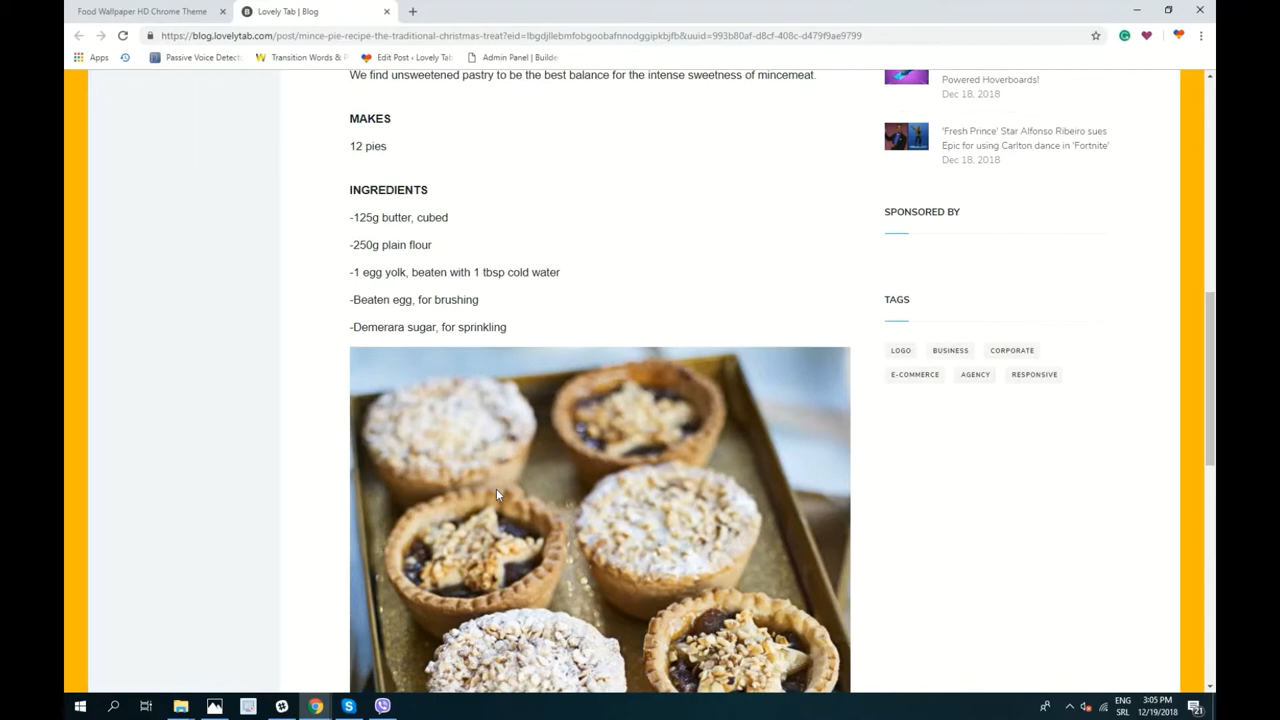 Food Wallpaper HD Chrome Theme
Lovely Tab | Blog
https://blog.lovelytab.com/post/mince-pie-recipe-the-traditional-christmas-treat?eid=lbgdjllebmfobgoobafnnodggipkbjfb&uuid=993b80af-d8cf-408c-d479f9ae9779
Apps
Passive Voice Detect
Transition Words & P
Edit Post ‹ Lovely Tab
Admin Panel | Builde
We find unsweetened pastry to be the best balance for the intense sweetness of mincemeat.
MAKES
12 pies
INGREDIENTS
-125g butter, cubed
-250g plain flour
-1 egg yolk, beaten with 1 tbsp cold water
-Beaten egg, for brushing
-Demerara sugar, for sprinkling
Powered Hoverboards!
Dec 18, 2018
'Fresh Prince' Star Alfonso Ribeiro sues
Epic for using Carlton dance in 'Fortnite'
Dec 18, 2018
SPONSORED BY
TAGS
LOGO
BUSINESS
CORPORATE
E-COMMERCE
AGENCY
RESPONSIVE
ENG
SRL
3:05 PM
12/19/2018
21